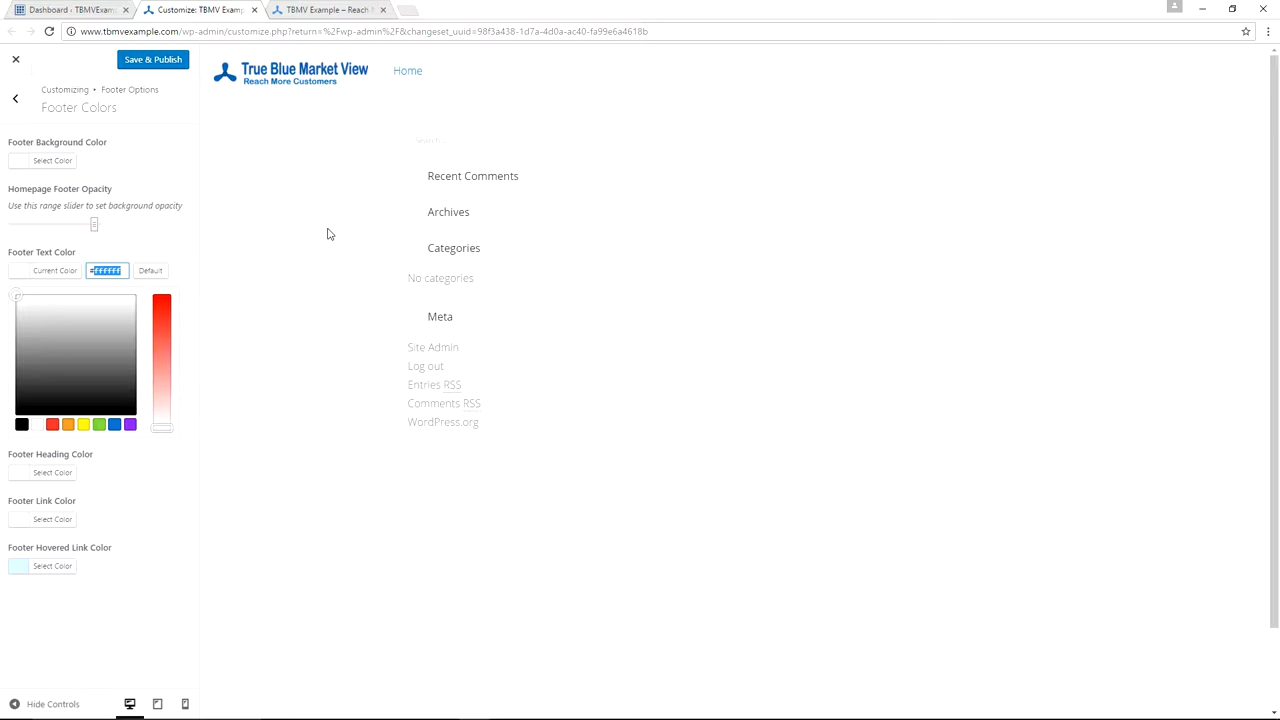 Dashboard ‹ TBMVExam
Customize: TBMV Examp
TBMV Example – Reach M
www.tbmvexample.com/wp-admin/customize.php?return=%2Fwp-admin%2F&changeset_uuid=98f3a438-1d7a-4d0a-ac40-fa99e6a4618b
Save & Publish
Customizing • Footer Options
Footer Colors
Footer Background Color
Select Color
Homepage Footer Opacity
Use this range slider to set background opacity
Footer Text Color
Current Color
#ffffff
Default
Footer Heading Color
Select Color
Footer Link Color
Select Color
Footer Hovered Link Color
Select Color
Hide Controls
True Blue Market View
Reach More Customers
Home
Search...
Recent Comments
Archives
Categories
No categories
Meta
Site Admin
Log out
Entries RSS
Comments RSS
WordPress.org